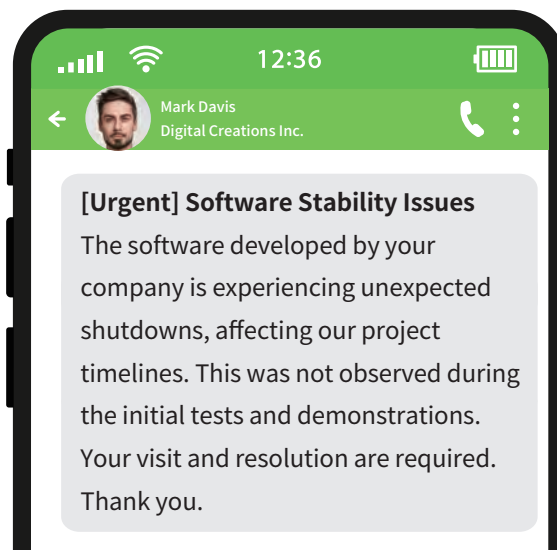 12:36
Mark Davis
Digital Creations Inc.
[Urgent] Software Stability Issues
The software developed by your
company is experiencing unexpected
shutdowns, affecting our project
timelines. This was not observed during
the initial tests and demonstrations.
Your visit and resolution are required.
Thank you.